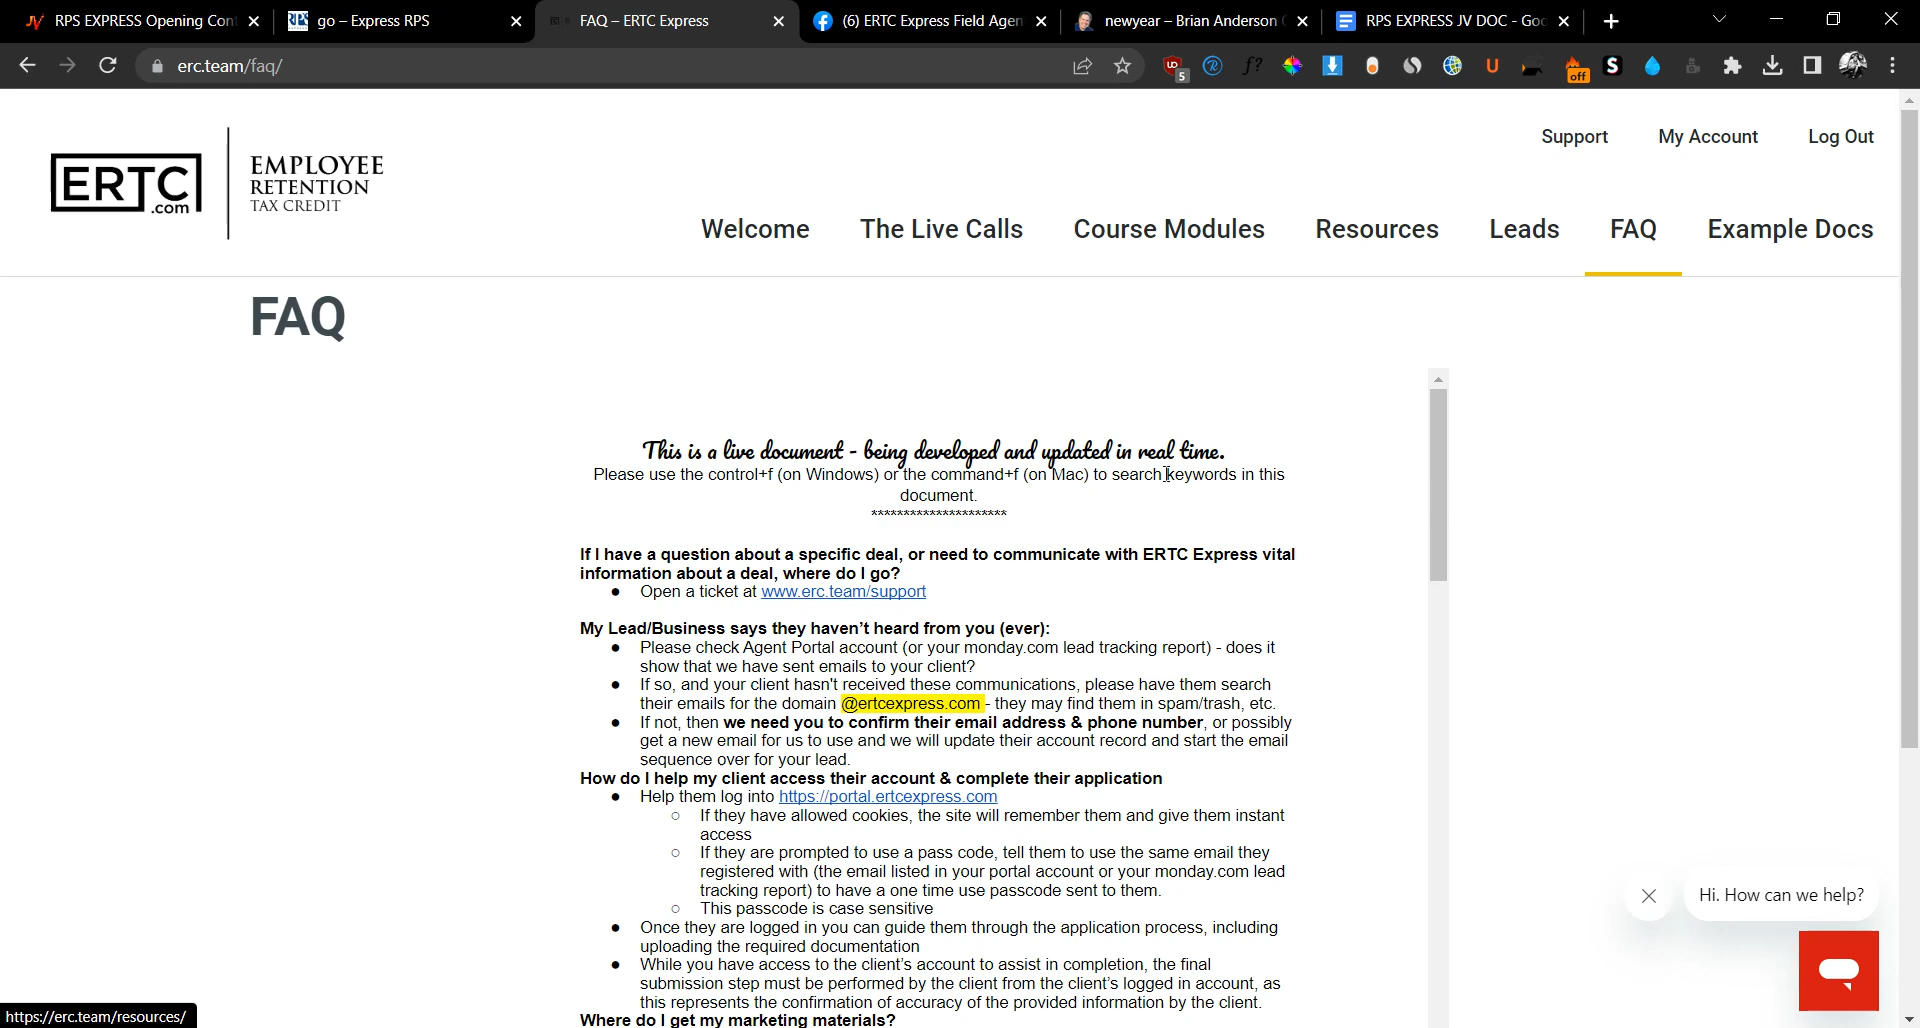 RPS EXPRESS Opening Con
go – Express RPS
FAQ – ERTC Express
(6) ERTC Express Field Agen
newyear – Brian Anderson
RPS EXPRESS JV DOC - Goo
erc.team/faq/
5
off
ERTC
.com
EMPLOYEE
RETENTION
TAX CREDIT
Support
My Account
Log Out
Welcome
The Live Calls
Course Modules
Resources
Leads
FAQ
Example Docs
FAQ
This is a live document - being developed and updated in real time.
Please use the control+f (on Windows) or the command+f (on Mac) to search keywords in this
document.
*********************
If I have a question about a specific deal, or need to communicate with ERTC Express vital
information about a deal, where do I go?
● Open a ticket at www.erc.team/support
My Lead/Business says they haven’t heard from you (ever):
● Please check Agent Portal account (or your monday.com lead tracking report) - does it
show that we have sent emails to your client?
● If so, and your client hasn't received these communications, please have them search
their emails for the domain @ertcexpress.com - they may find them in spam/trash, etc.
● If not, then we need you to confirm their email address & phone number, or possibly
get a new email for us to use and we will update their account record and start the email
sequence over for your lead.
How do I help my client access their account & complete their application
● Help them log into https://portal.ertcexpress.com
○ If they have allowed cookies, the site will remember them and give them instant
access
○ If they are prompted to use a pass code, tell them to use the same email they
registered with (the email listed in your portal account or your monday.com lead
tracking report) to have a one time use passcode sent to them.
○ This passcode is case sensitive
● Once they are logged in you can guide them through the application process, including
uploading the required documentation
● While you have access to the client’s account to assist in completion, the final
submission step must be performed by the client from the client’s logged in account, as
this represents the confirmation of accuracy of the provided information by the client.
Where do I get my marketing materials?
Hi. How can we help?
https://erc.team/resources/